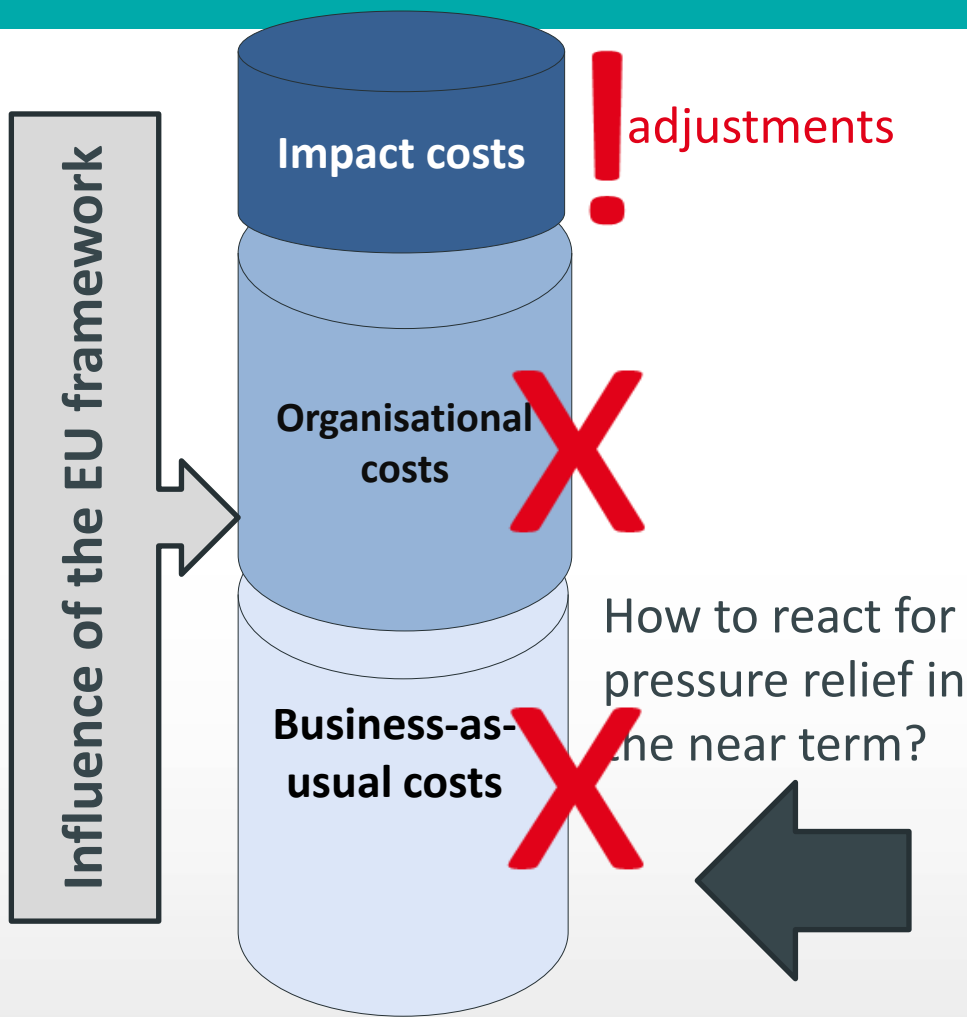 Influence of the EU framework
Impact costs
!
adjustments
Organisational
costs
X
How to react for
pressure relief in
the near term?
Business-as-
usual costs
X